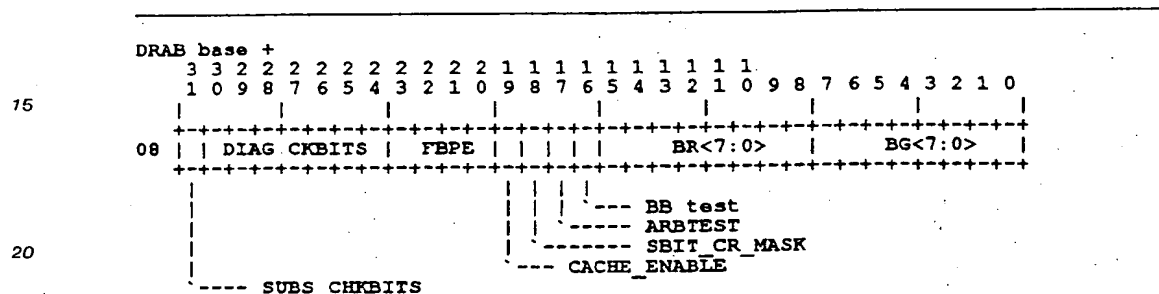 DRAB base +
3 3 2 2 2 2 2 2 2 2 2 2 1 1 1 1 1 1 1 1 1 1
1 0 9 8 7 6 5 4 3 2 1 0 9 8 7 6 5 4 3 2 1 0 9 8 7 6 5 4 3 2 1 0
15
08 | | DIAG CKBITS | FBPE | | | | | BR<7:0> | BG<7:0> |
BB test
ARBTEST
SBIT_CR_MASK
20
CACHE_ENABLE
SUBS CHKBITS